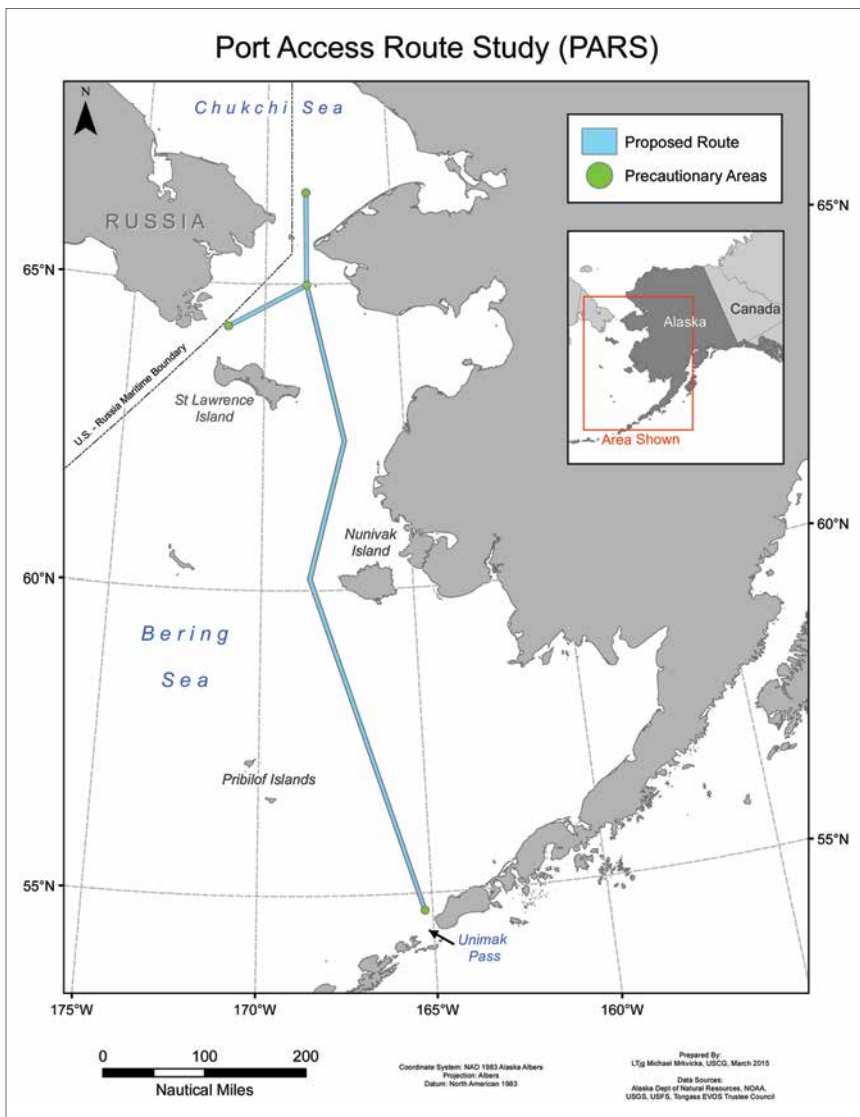 Port Access Route Study (PARS)
N
Chukchi Sea
Proposed Route
Precautionary Areas
RUSSIA
65°N
65°N
Canada
Alaska
Area Shown
U.S. - Russia Maritime Boundary
St Lawrence
Island
Nunivak
Island
60°N
60°N
Bering
Sea
Pribilof Islands
55°N
55°N
Unimak
Pass
175°W
170°W
165°W
160°W
0
100
200
Nautical Miles
Coordinate System: NAD 1983 Alaska Albers
Projection: Albers
Datum: North American 1983
Prepared By:
LTjg Michael Mrkvicka, USCG, March 2015
Data Sources:
Alaska Dept of Natural Resources, NOAA,
USGS, USFS, Tongass EVOS Trustee Council